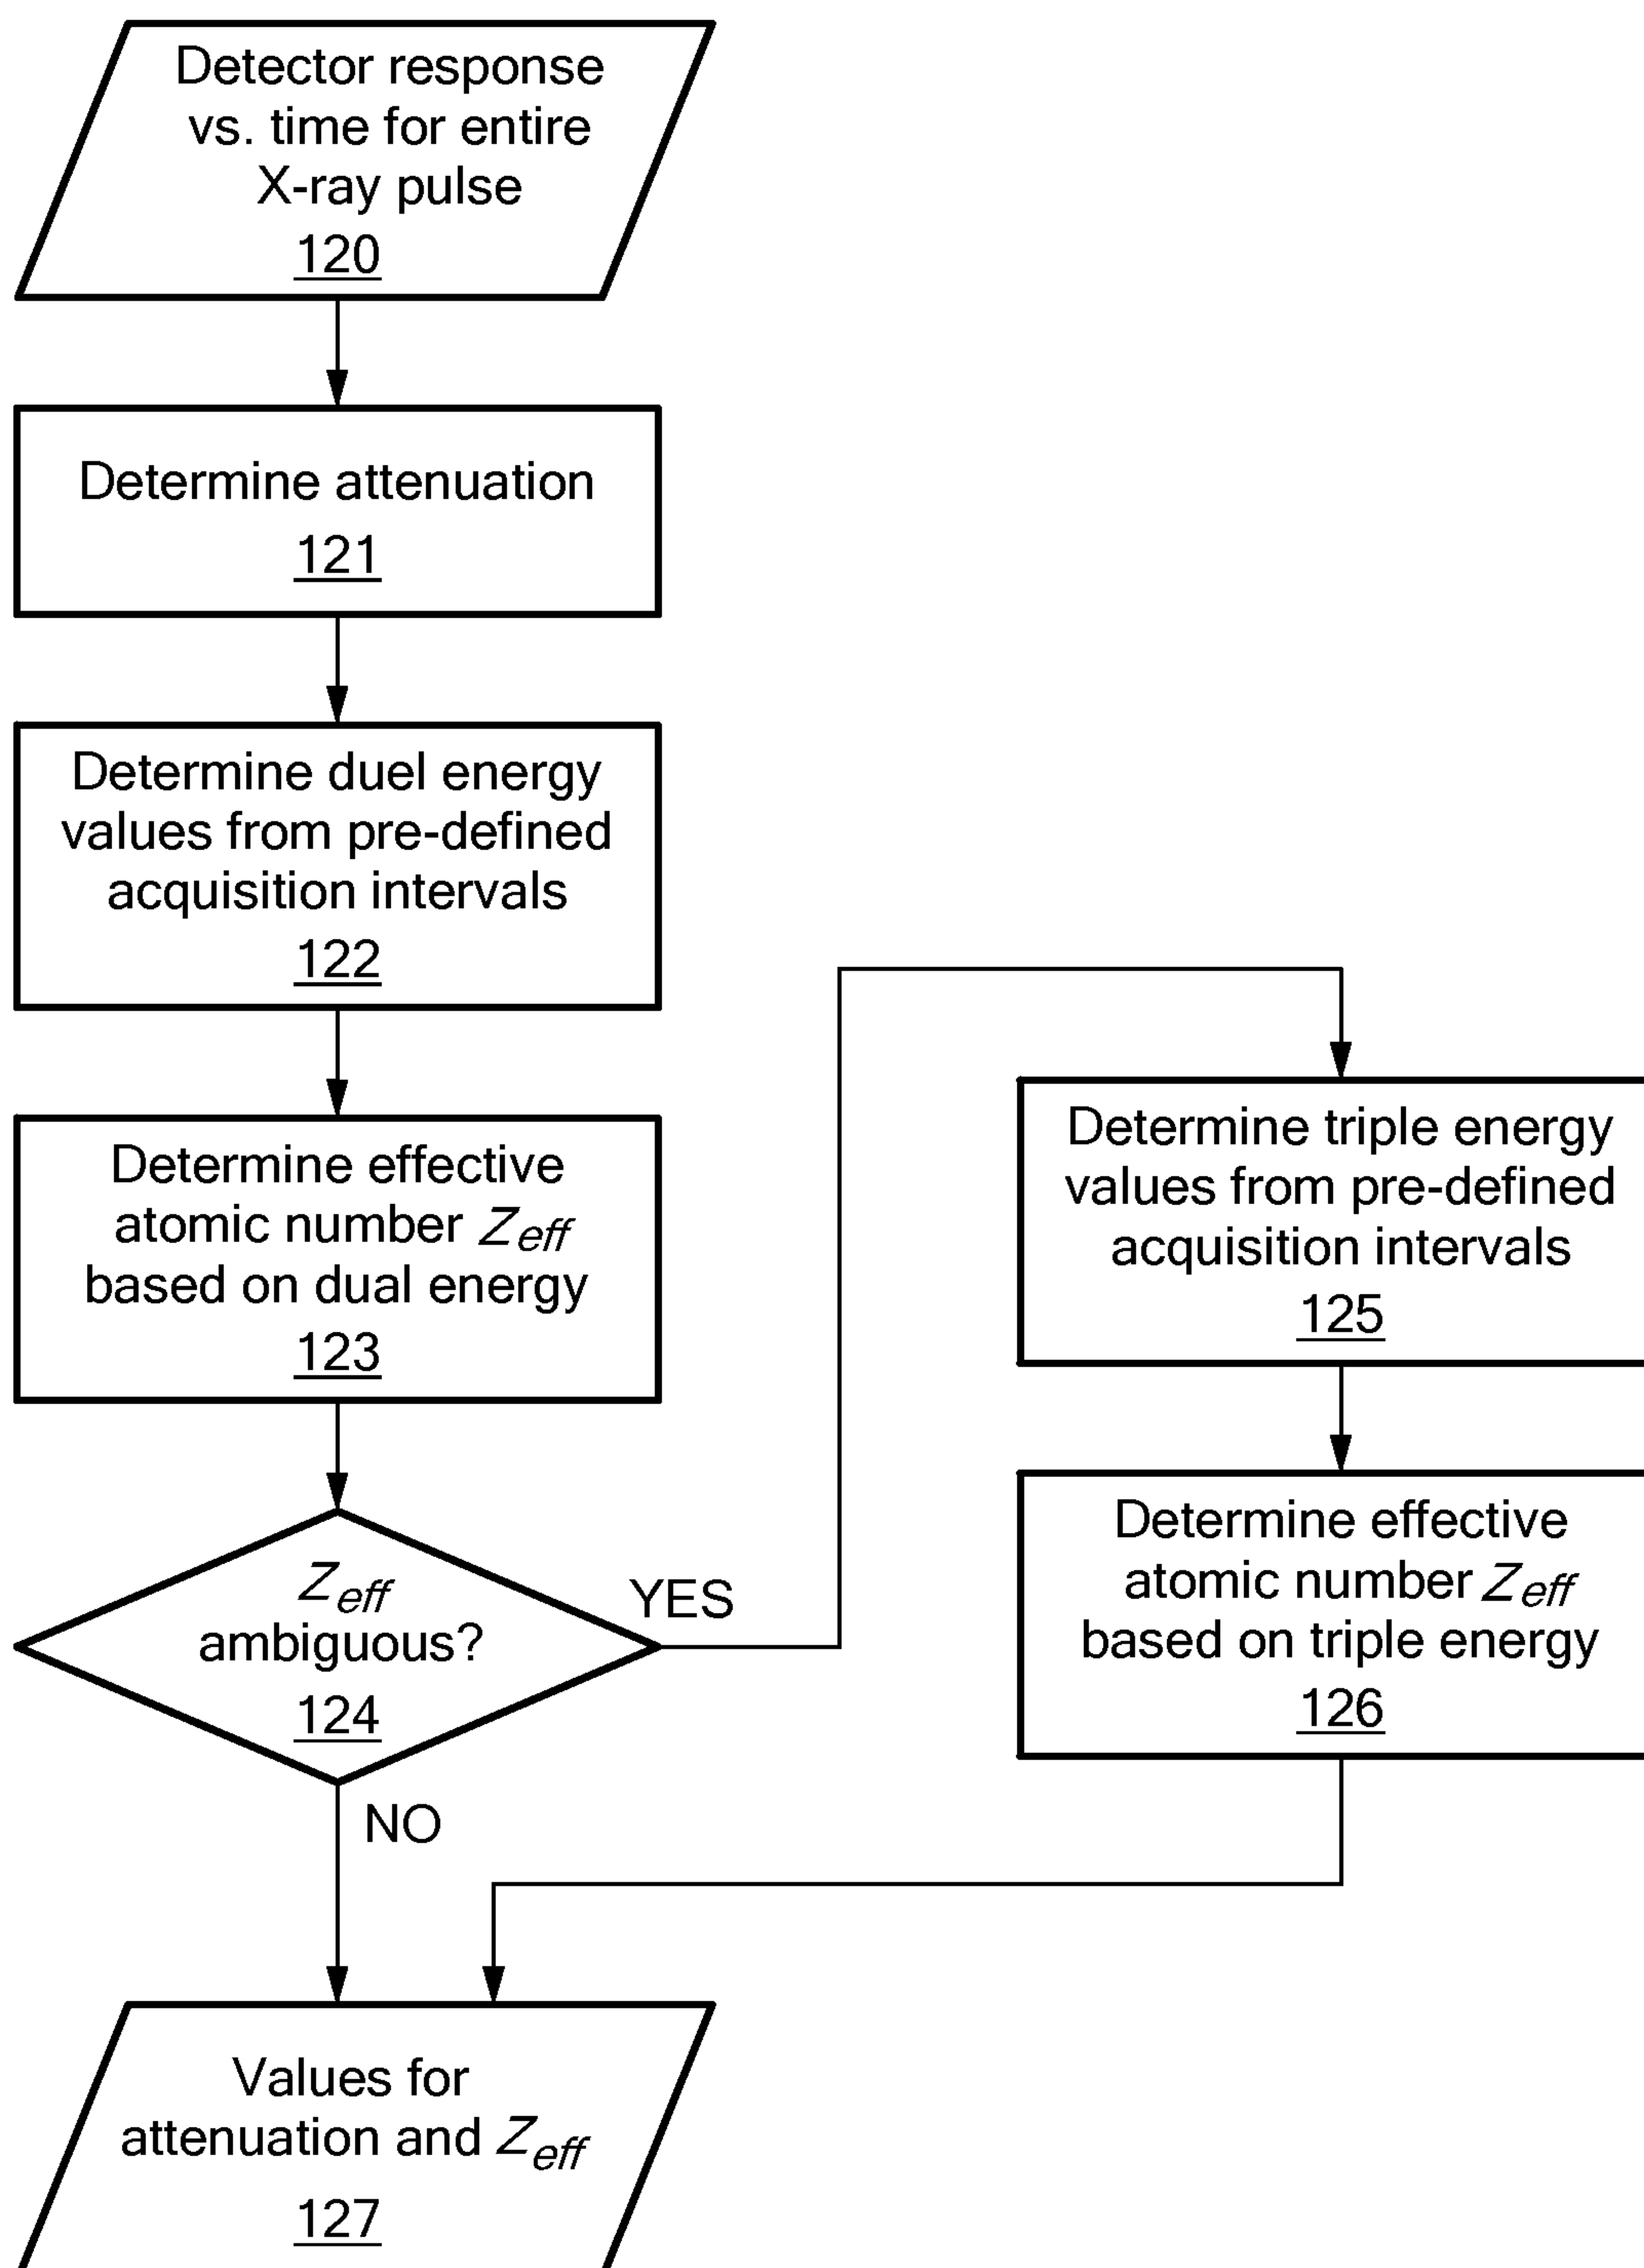 Detector response
vs. time for entire
X-ray pulse
120
Determine attenuation
121
Determine duel energy
values from pre-defined
acquisition intervals
122
Determine effective
atomic number Zeff
based on dual energy
123
Zeff
ambiguous?
124
YES
NO
Determine triple energy
values from pre-defined
acquisition intervals
125
Determine effective
atomic number Zeff
based on triple energy
126
Values for
attenuation and Zeff
127